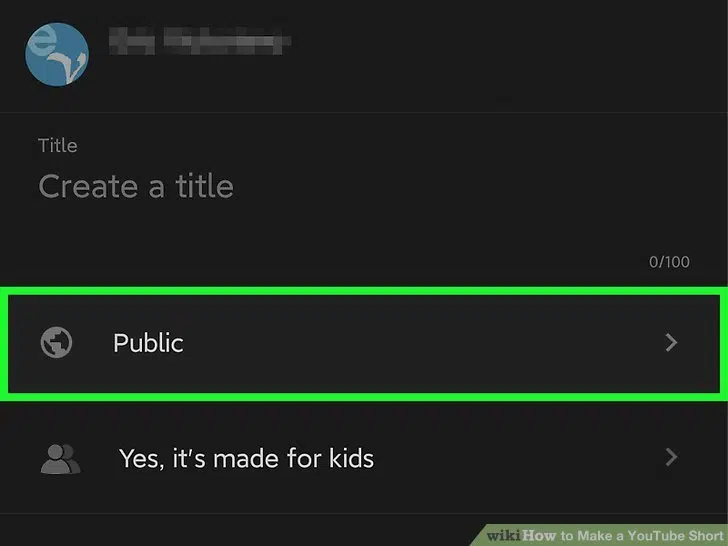 Title
Create a title
0/100
Public
Yes, it's made for kids
wikiHow to Make a YouTube Short